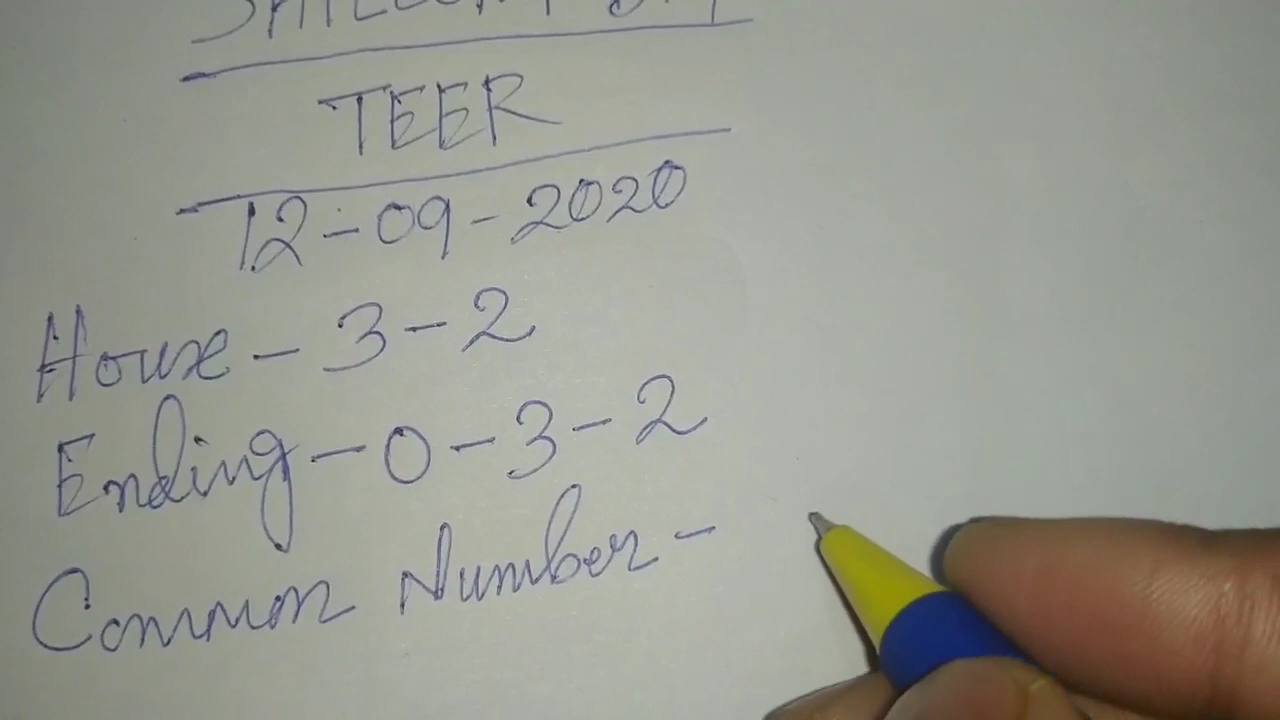 TEER
12-09-2020
House - 3 - 2
Ending - 0 - 3 - 2
Common Number -